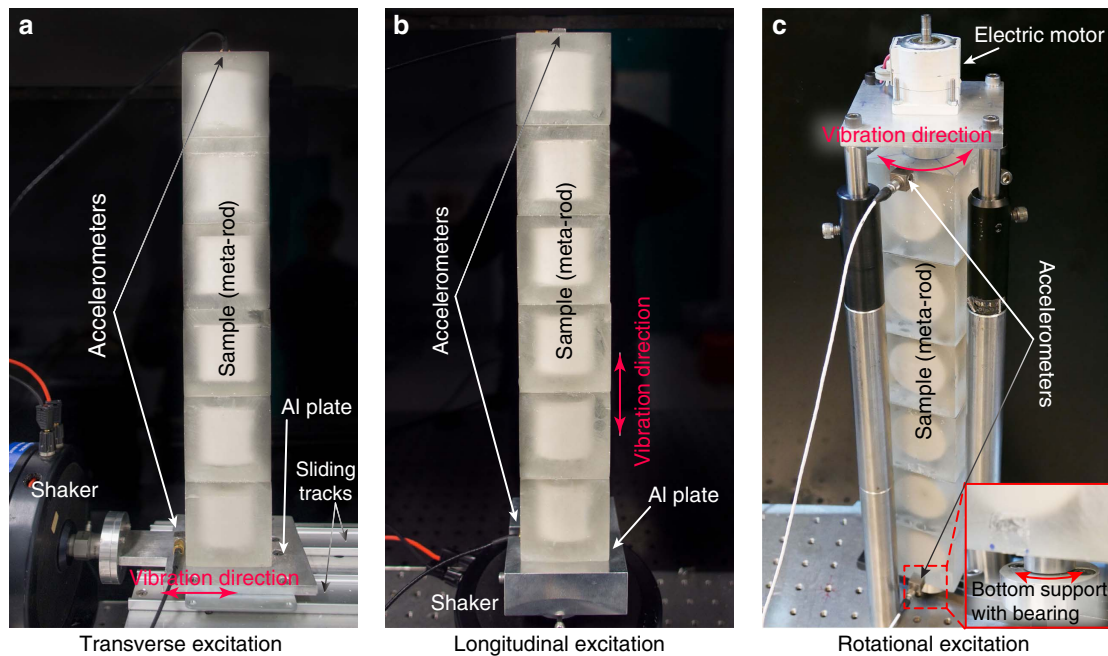 a
Accelerometers
Sample (meta-rod)
Al plate
Sliding
tracks
Shaker
Vibration direction
Transverse excitation
b
Accelerometers
Sample (meta-rod)
Vibration direction
Al plate
Shaker
Longitudinal excitation
c
Electric motor
Vibration direction
Sample (meta-rod)
Accelerometers
Bottom support
with bearing
Rotational excitation